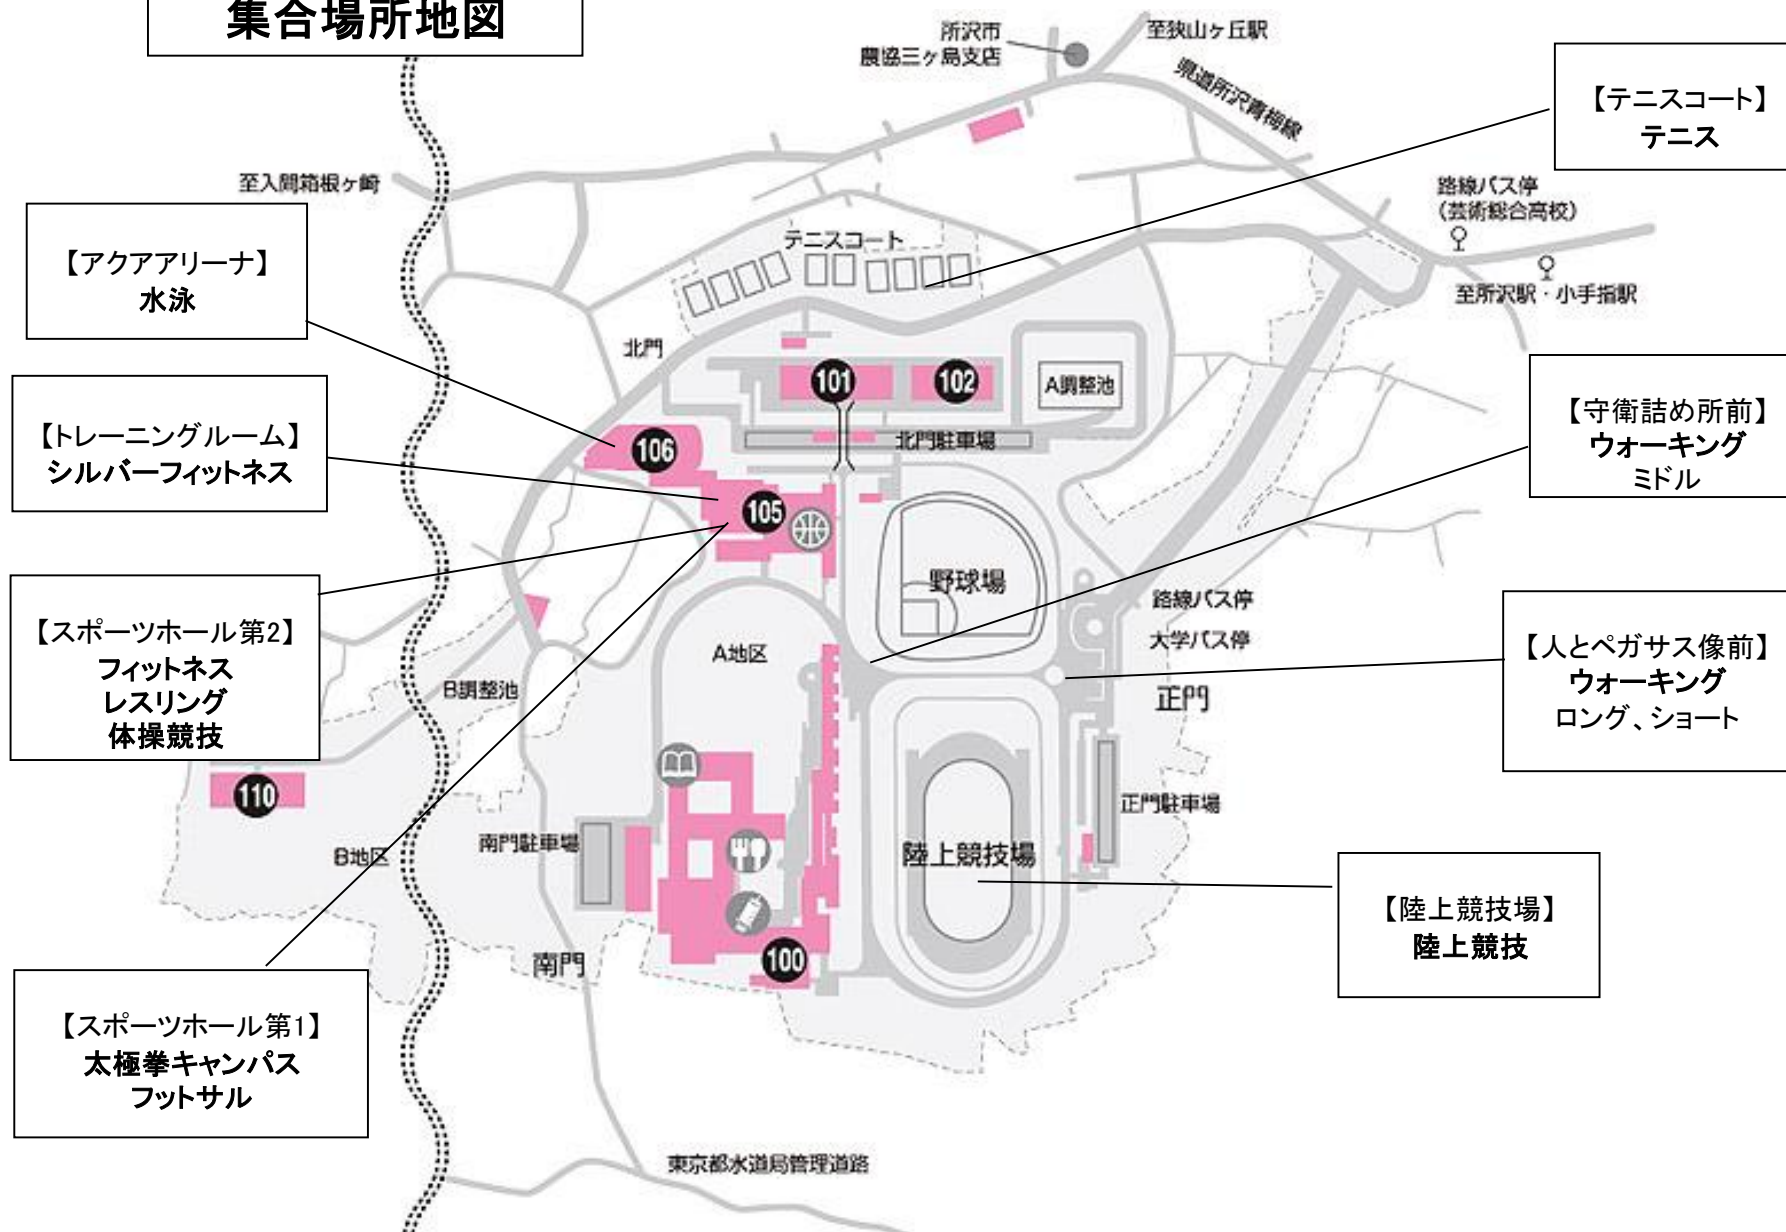 集合場所地図
所沢市
農協三ヶ島支店
至狭山ヶ丘駅
県道所沢青梅線
【テニスコート】
テニス
至入間箱根ヶ崎
路線バス停
(芸術総合高校)
至所沢駅・小手指駅
【アクアアリーナ】
水泳
テニスコート
北門
101
102
A調整池
【トレーニングルーム】
シルバーフィットネス
106
北門駐車場
【守衛詰め所前】
ウォーキング
ミドル
105
野球場
【スポーツホール第2】
フィットネス
レスリング
体操競技
A地区
B調整池
路線バス停
大学バス停
正門
【人とペガサス像前】
ウォーキング
ロング、ショート
110
B地区
南門駐車場
正門駐車場
陸上競技場
【陸上競技場】
陸上競技
南門
100
【スポーツホール第1】
太極拳キャンパス
フットサル
東京都水道局管理道路